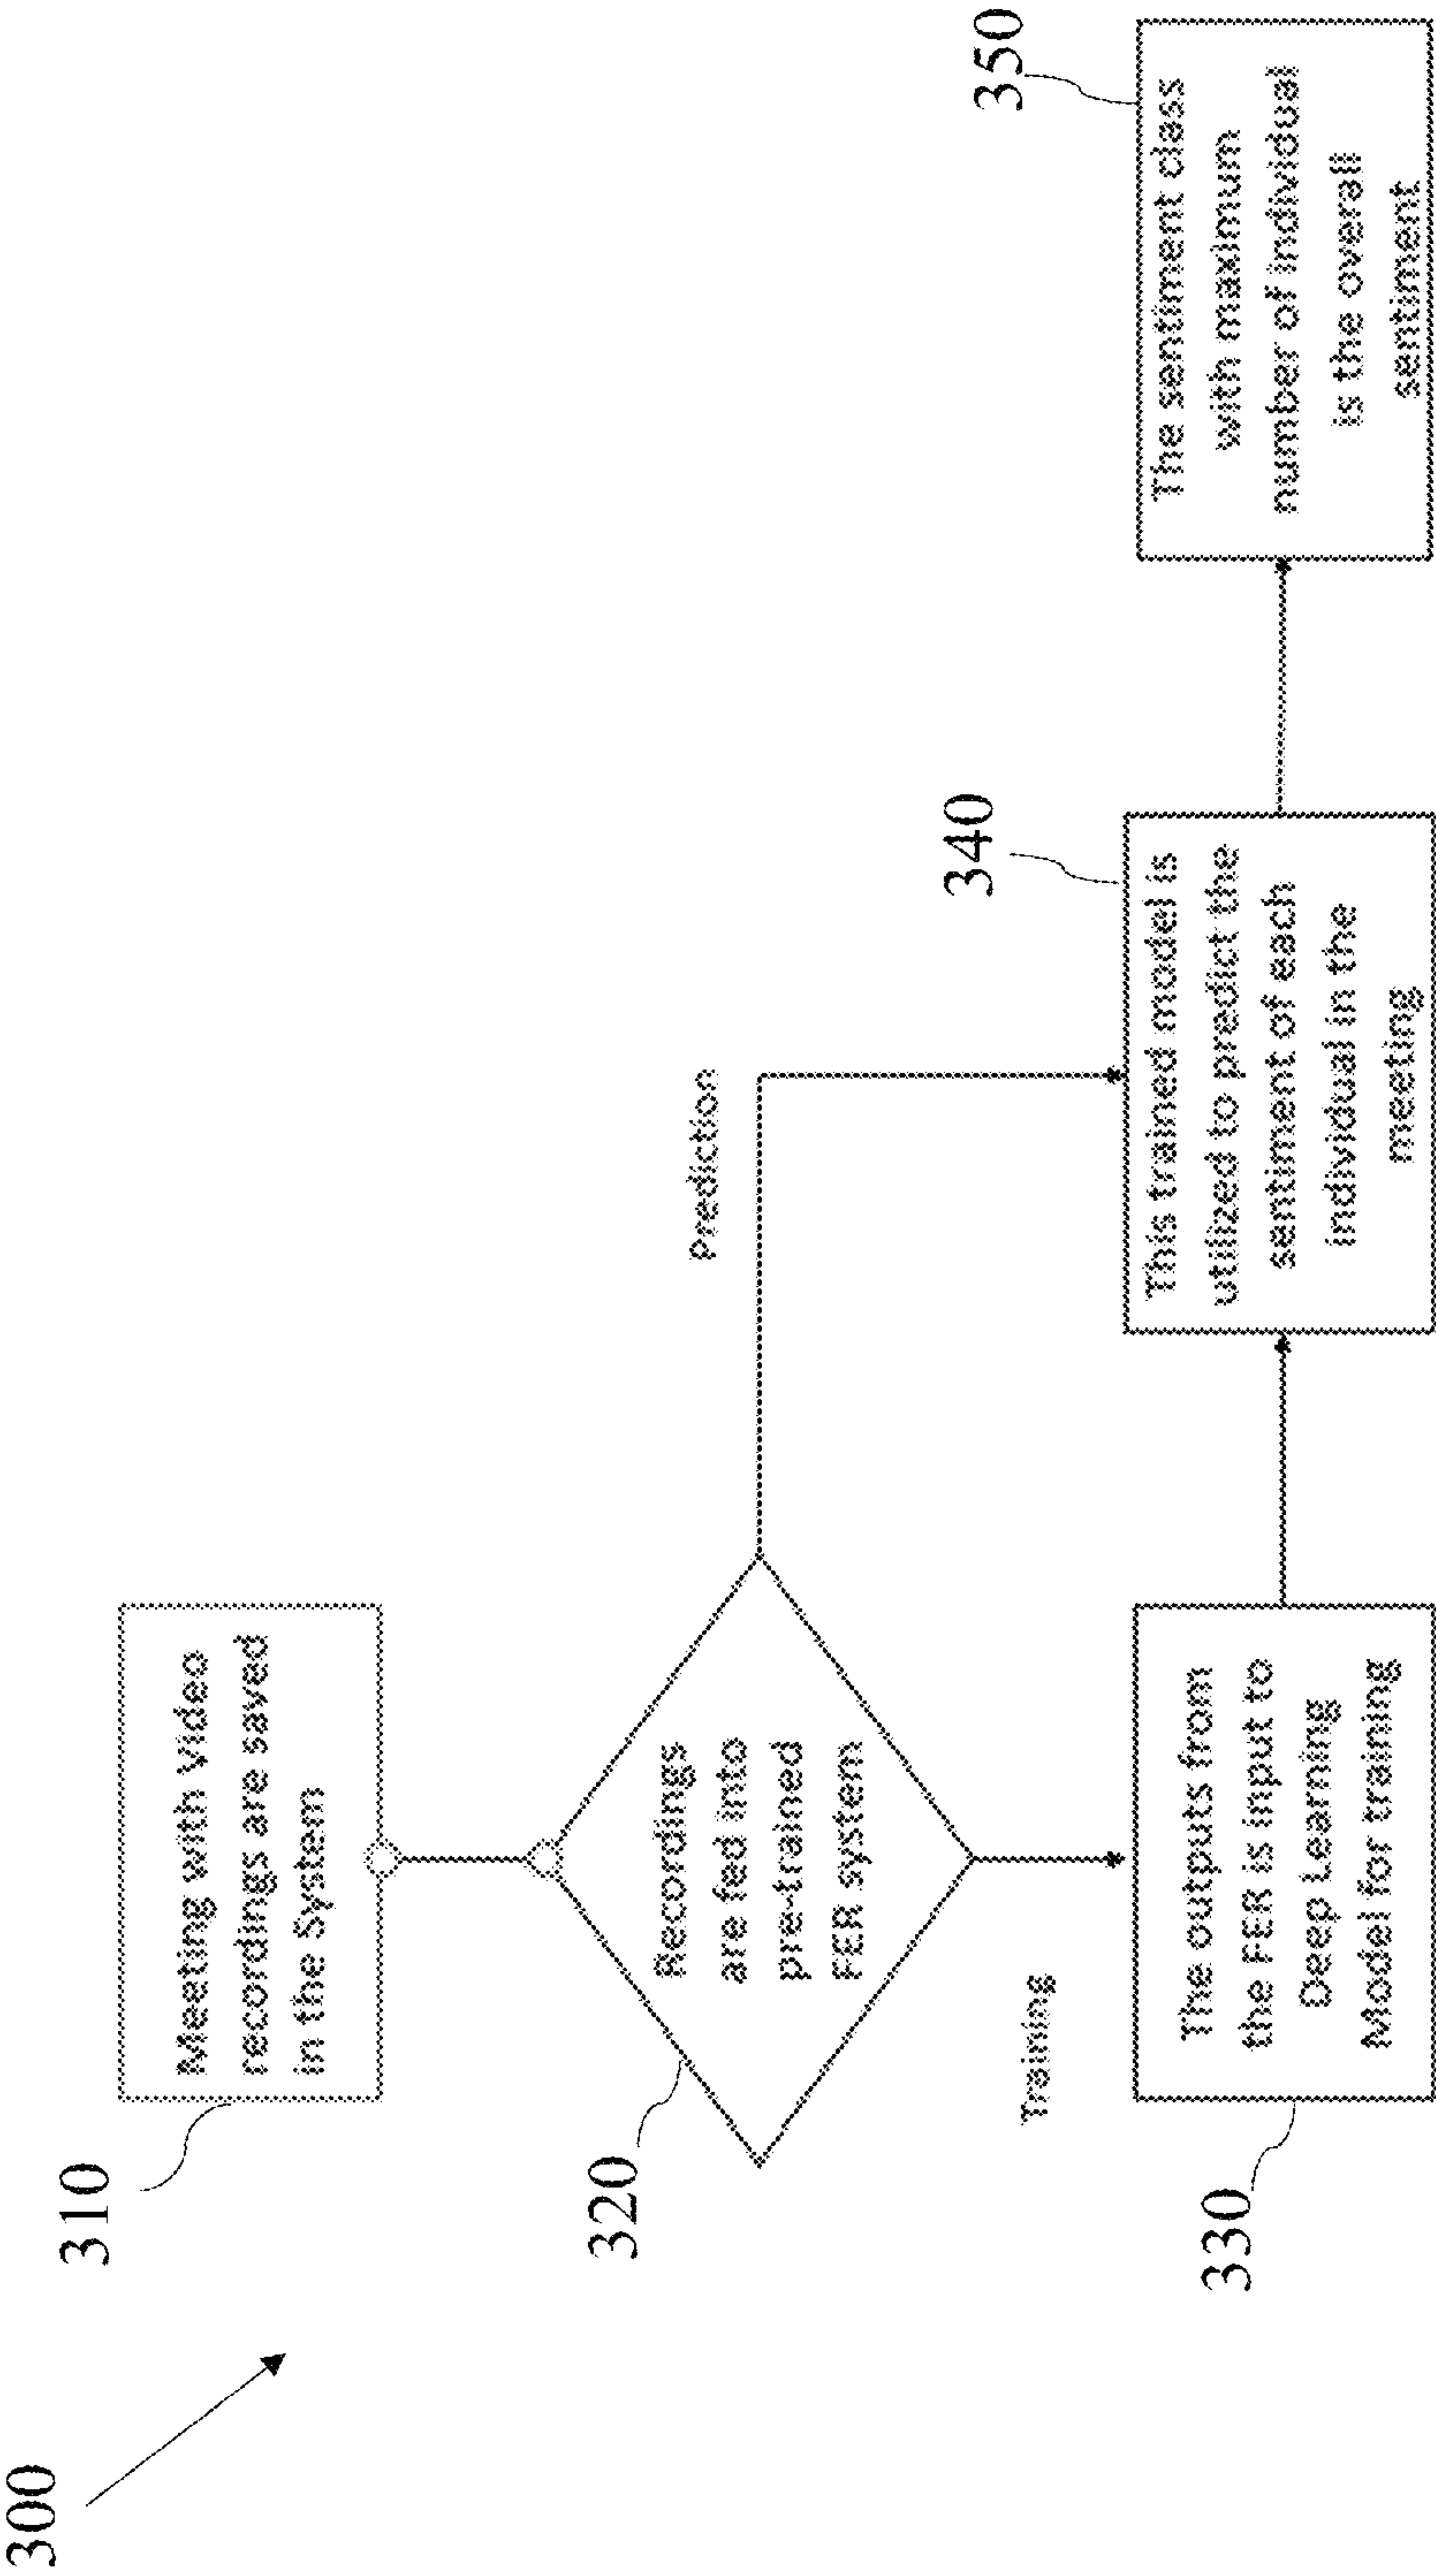 300
310
Meeting with Video
recordings are saved
in the System
320
Recordings
are fed into
pre-trained
FER system
Prediction
Training
330
The outputs from
the FER is input to
Deep Learning
Model for training
340
This trained model is
utilized to predict the
sentiment of each
individual in the
meeting
350
The sentiment class
with maximum
number of individual
is the overall
sentiment